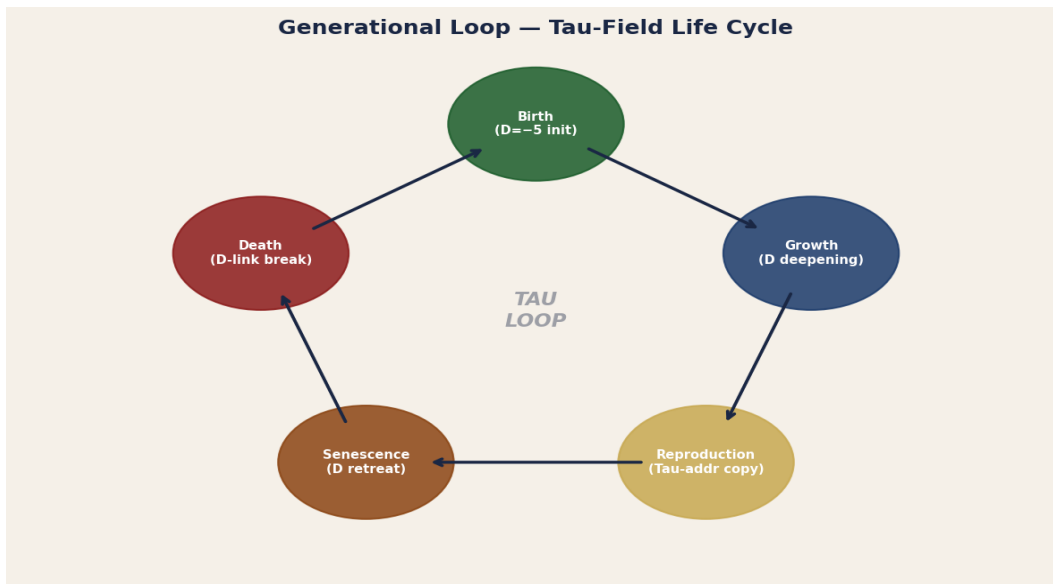 Generational Loop — Tau-Field Life Cycle
Birth
(D=−5 init)
Growth
(D deepening)
Reproduction
(Tau-addr copy)
Senescence
(D retreat)
Death
(D-link break)
TAU
LOOP